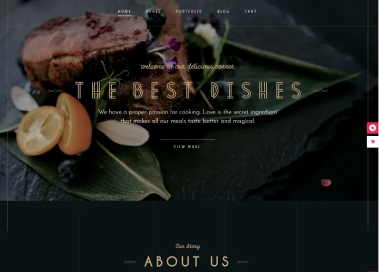 HOME PAGES PORTFOLIO BLOG SHOP
welcome to our delicious corner
THE BEST DISHES
We have a proper passion for cooking. Love is the secret ingredient
that makes all our meals taste better and magical.
VIEW MORE
Our Story
ABOUT US